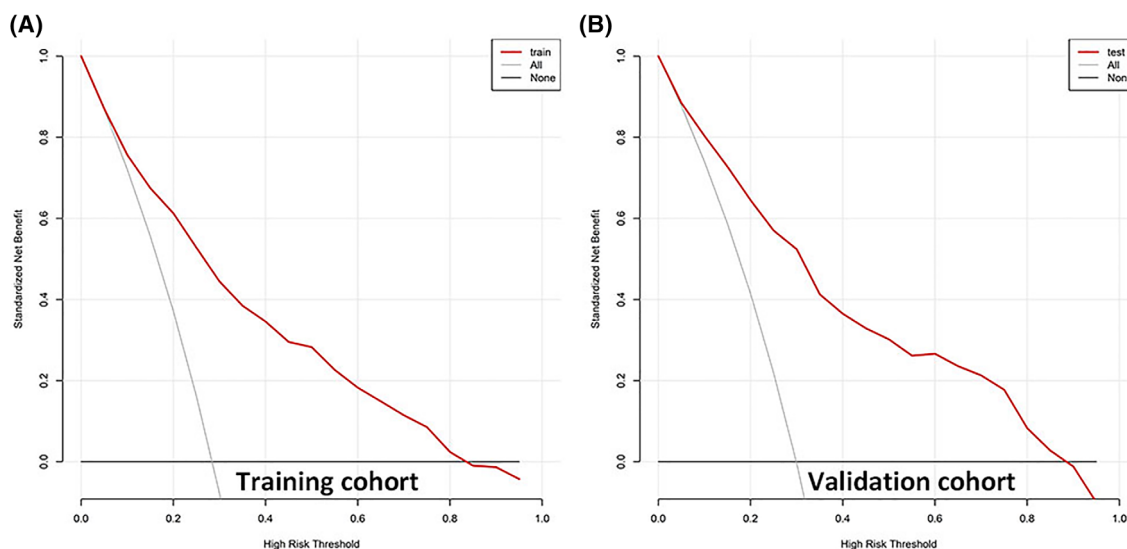 (A)
train
All
None
Standardized Net Benefit
1.0
0.8
0.6
0.4
0.2
0.0
Training cohort
0.0 0.2 0.4 0.6 0.8 1.0
High Risk Threshold
(B)
test
All
Non
Standardized Net Benefit
1.0
0.8
0.6
0.4
0.2
0.0
Validation cohort
0.0 0.2 0.4 0.6 0.8 1.0
High Risk Threshold